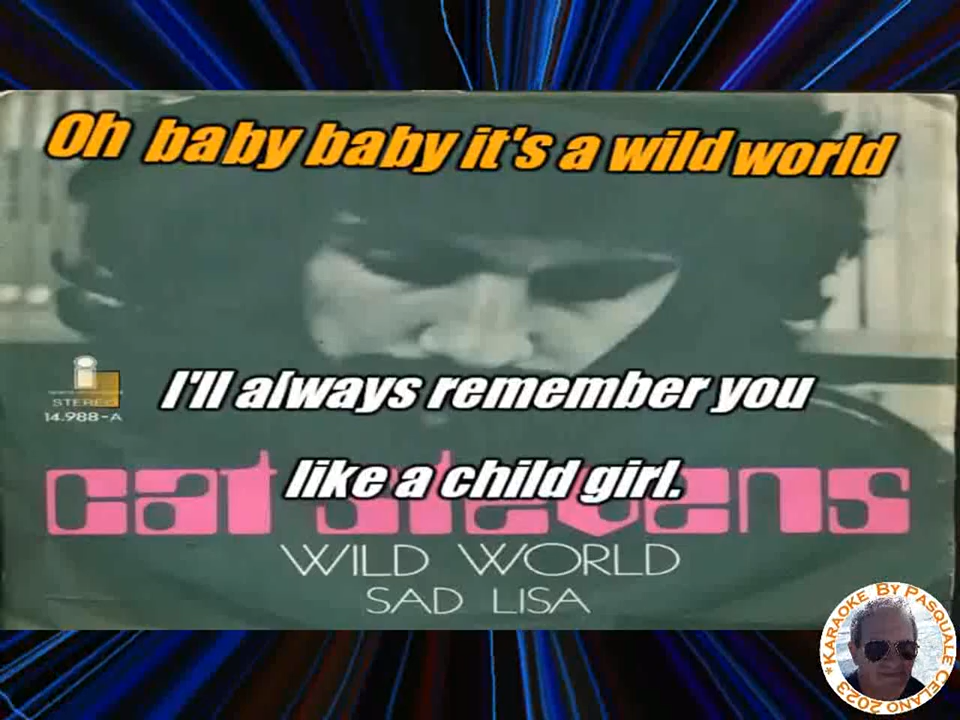 Oh baby baby it's a wild world
I'll always remember you
like a child girl.
i
STEREO
14.988-A
cat stevens
WILD WORLD
SAD LISA
*KARAOKE BY PASQUALE CELANO 2023